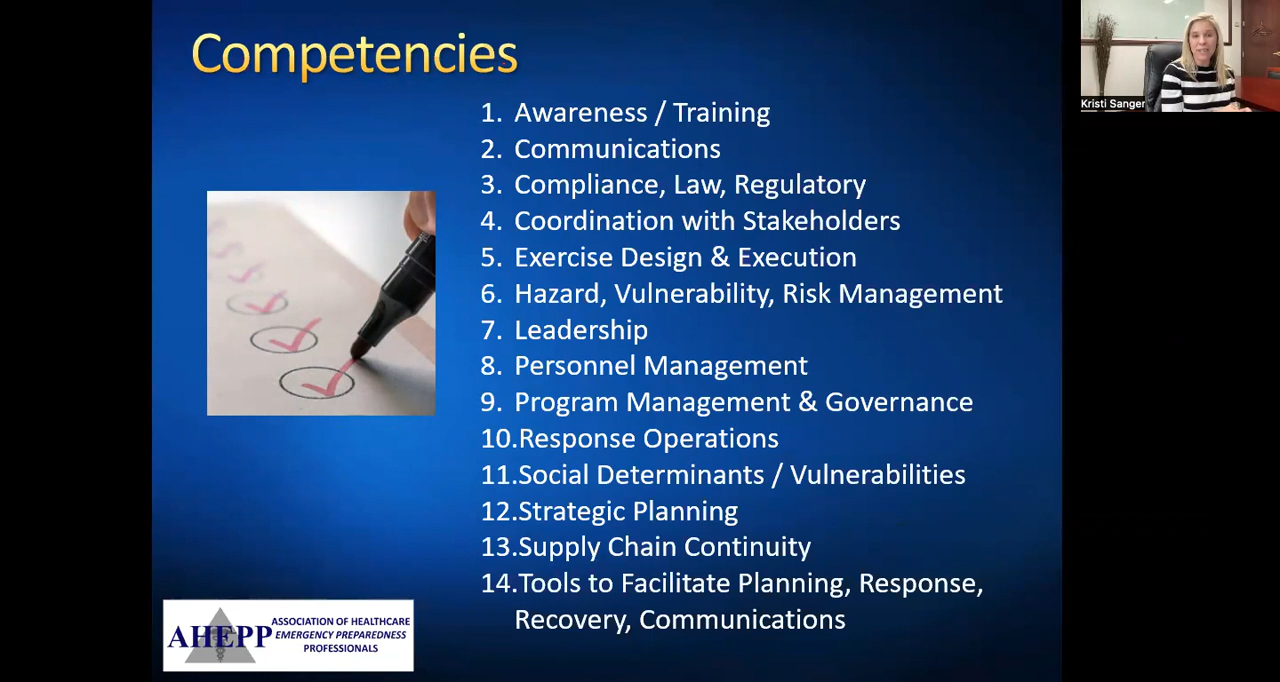 Competencies
1. Awareness / Training
2. Communications
3. Compliance, Law, Regulatory
4. Coordination with Stakeholders
5. Exercise Design & Execution
6. Hazard, Vulnerability, Risk Management
7. Leadership
8. Personnel Management
9. Program Management & Governance
10.Response Operations
11.Social Determinants / Vulnerabilities
12.Strategic Planning
13.Supply Chain Continuity
14.Tools to Facilitate Planning, Response,
Recovery, Communications
AHEPP
ASSOCIATION OF HEALTHCARE
EMERGENCY PREPAREDNESS
PROFESSIONALS
Kristi Sanger